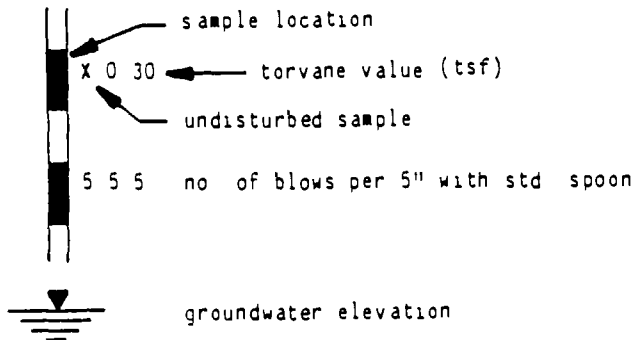 sample location
X 0 30 torvane value (tsf)
undisturbed sample
5 5 5 no of blows per 5" with std spoon
groundwater elevation